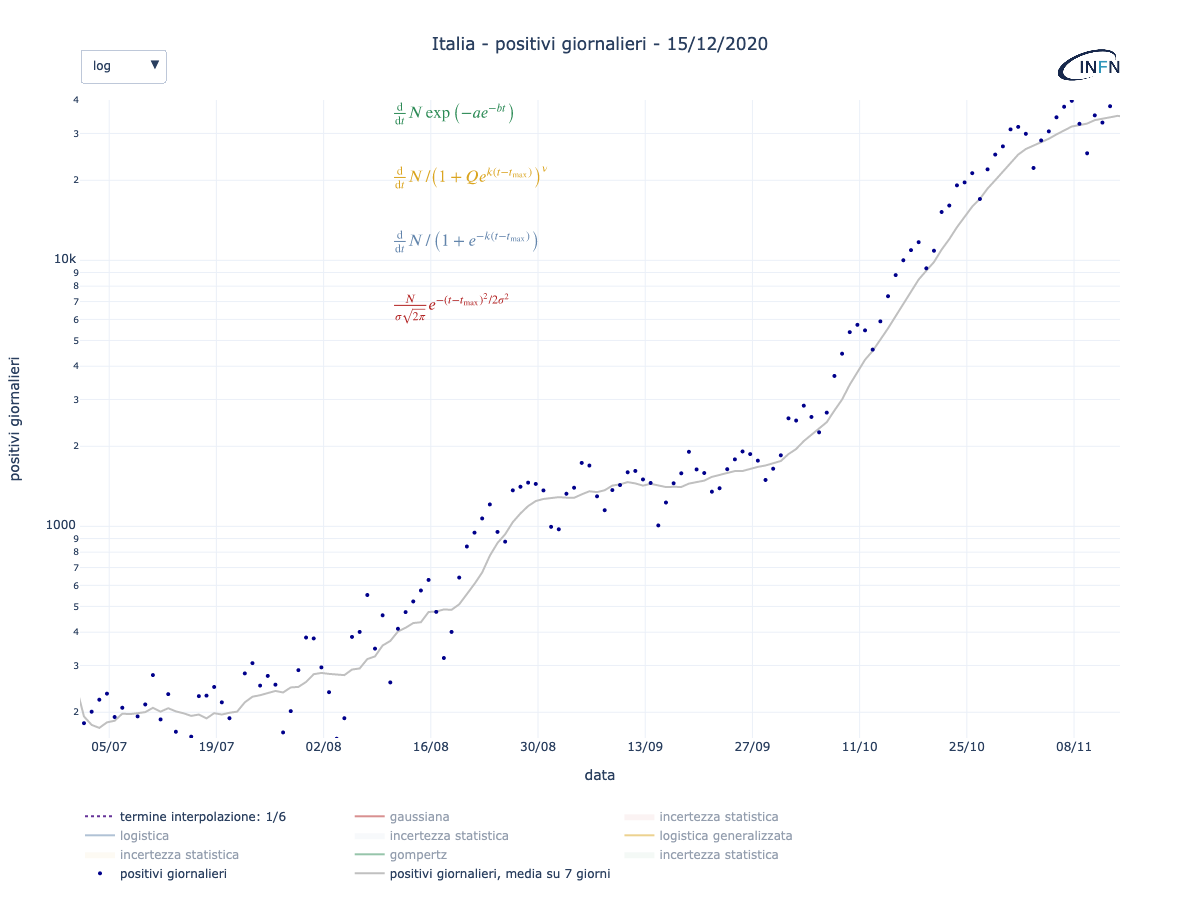 Italia - positivi giornalieri - 15/12/2020
log ▼
INFN
d/dt N exp (−ae^{−bt})
d/dt N /(1 + Qe^{k(t−t_max)})^ν
d/dt N / (1 + e^{−k(t−t_max)})
N/σ√2π e^{−(t−t_max)²/2σ²}
4
3
2
10k
9
8
7
6
5
4
3
2
1000
9
8
7
6
5
4
3
2
positivi giornalieri
05/07 19/07 02/08 16/08 30/08 13/09 27/09 11/10 25/10 08/11
data
termine interpolazione: 1/6 gaussiana incertezza statistica
logistica incertezza statistica logistica generalizzata
incertezza statistica gompertz incertezza statistica
positivi giornalieri positivi giornalieri, media su 7 giorni